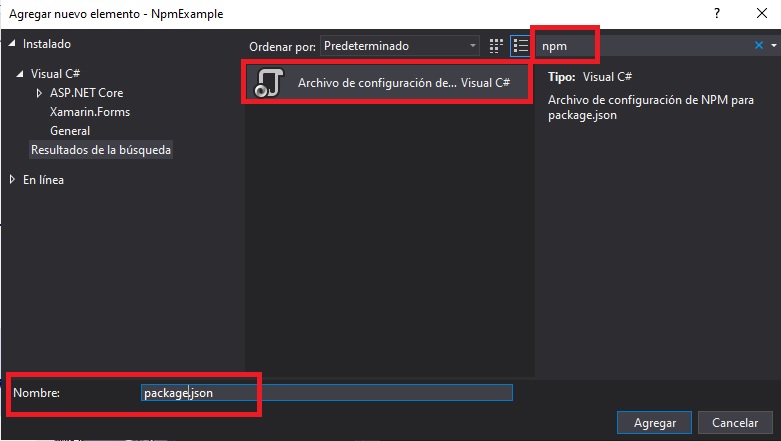 Agregar nuevo elemento - NpmExample
?
Instalado
Visual C#
ASP.NET Core
Xamarin.Forms
General
Resultados de la búsqueda
En línea
Ordenar por: Predeterminado
npm
Archivo de configuración de... Visual C#
Tipo: Visual C#
Archivo de configuración de NPM para
package.json
Nombre: package.json
Agregar Cancelar